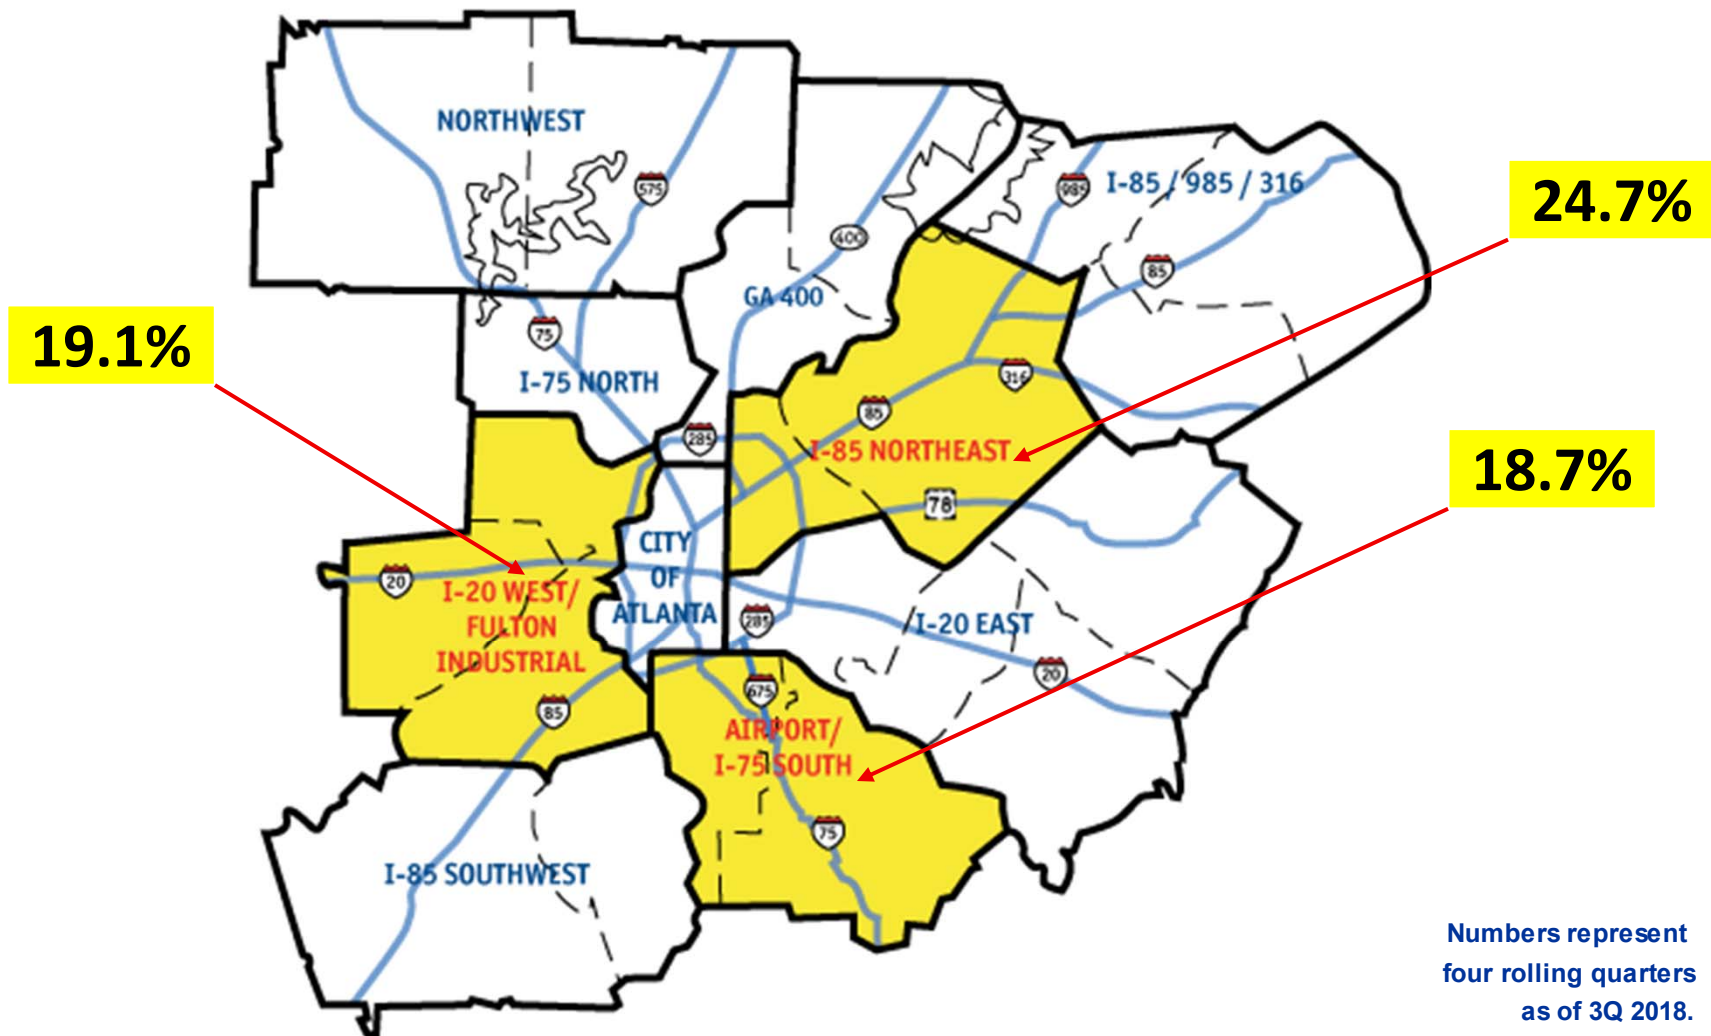 NORTHWEST
575
985
I-85 / 985 / 316
24.7%
400
85
GA 400
19.1%
75
I-75 NORTH
316
85
285
I-85 NORTHEAST
18.7%
78
CITY
OF
ATLANTA
20
I-20 WEST/
FULTON
INDUSTRIAL
285
I-20 EAST
20
675
85
AIRPORT/
I-75 SOUTH
75
I-85 SOUTHWEST
Numbers represent
four rolling quarters
as of 3Q 2018.